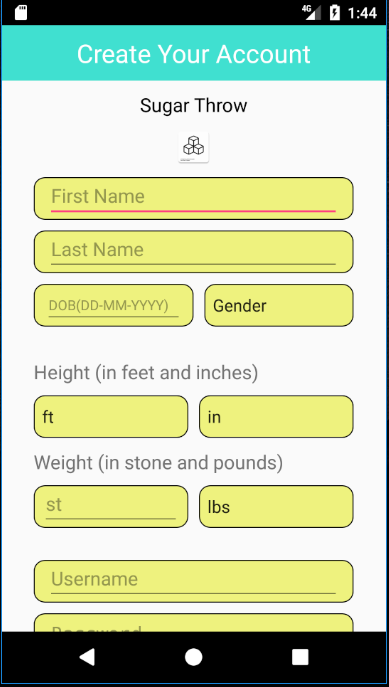 4G 1:44
Create Your Account
Sugar Throw
First Name
Last Name
DOB(DD-MM-YYYY) Gender
Height (in feet and inches)
ft in
Weight (in stone and pounds)
st lbs
Username
Password